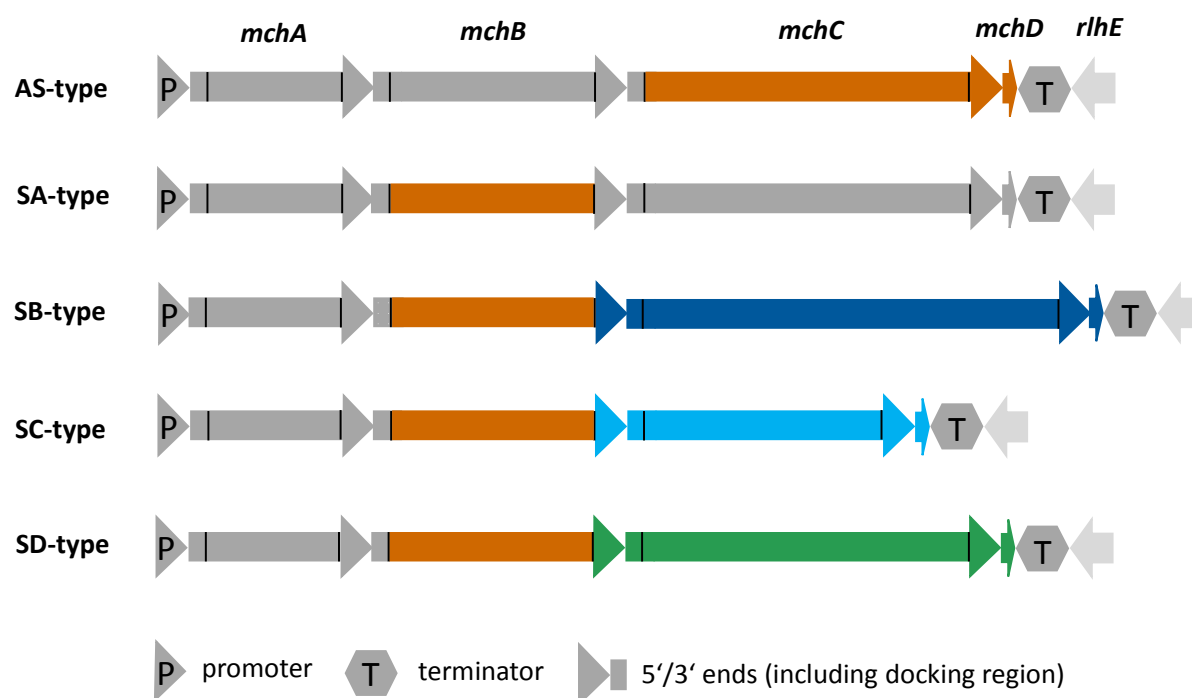 mchA mchB mchC mchD rlhE
AS-type P T
SA-type P T
SB-type P T
SC-type P T
SD-type P T
P promoter T terminator 5‘/3‘ ends (including docking region)